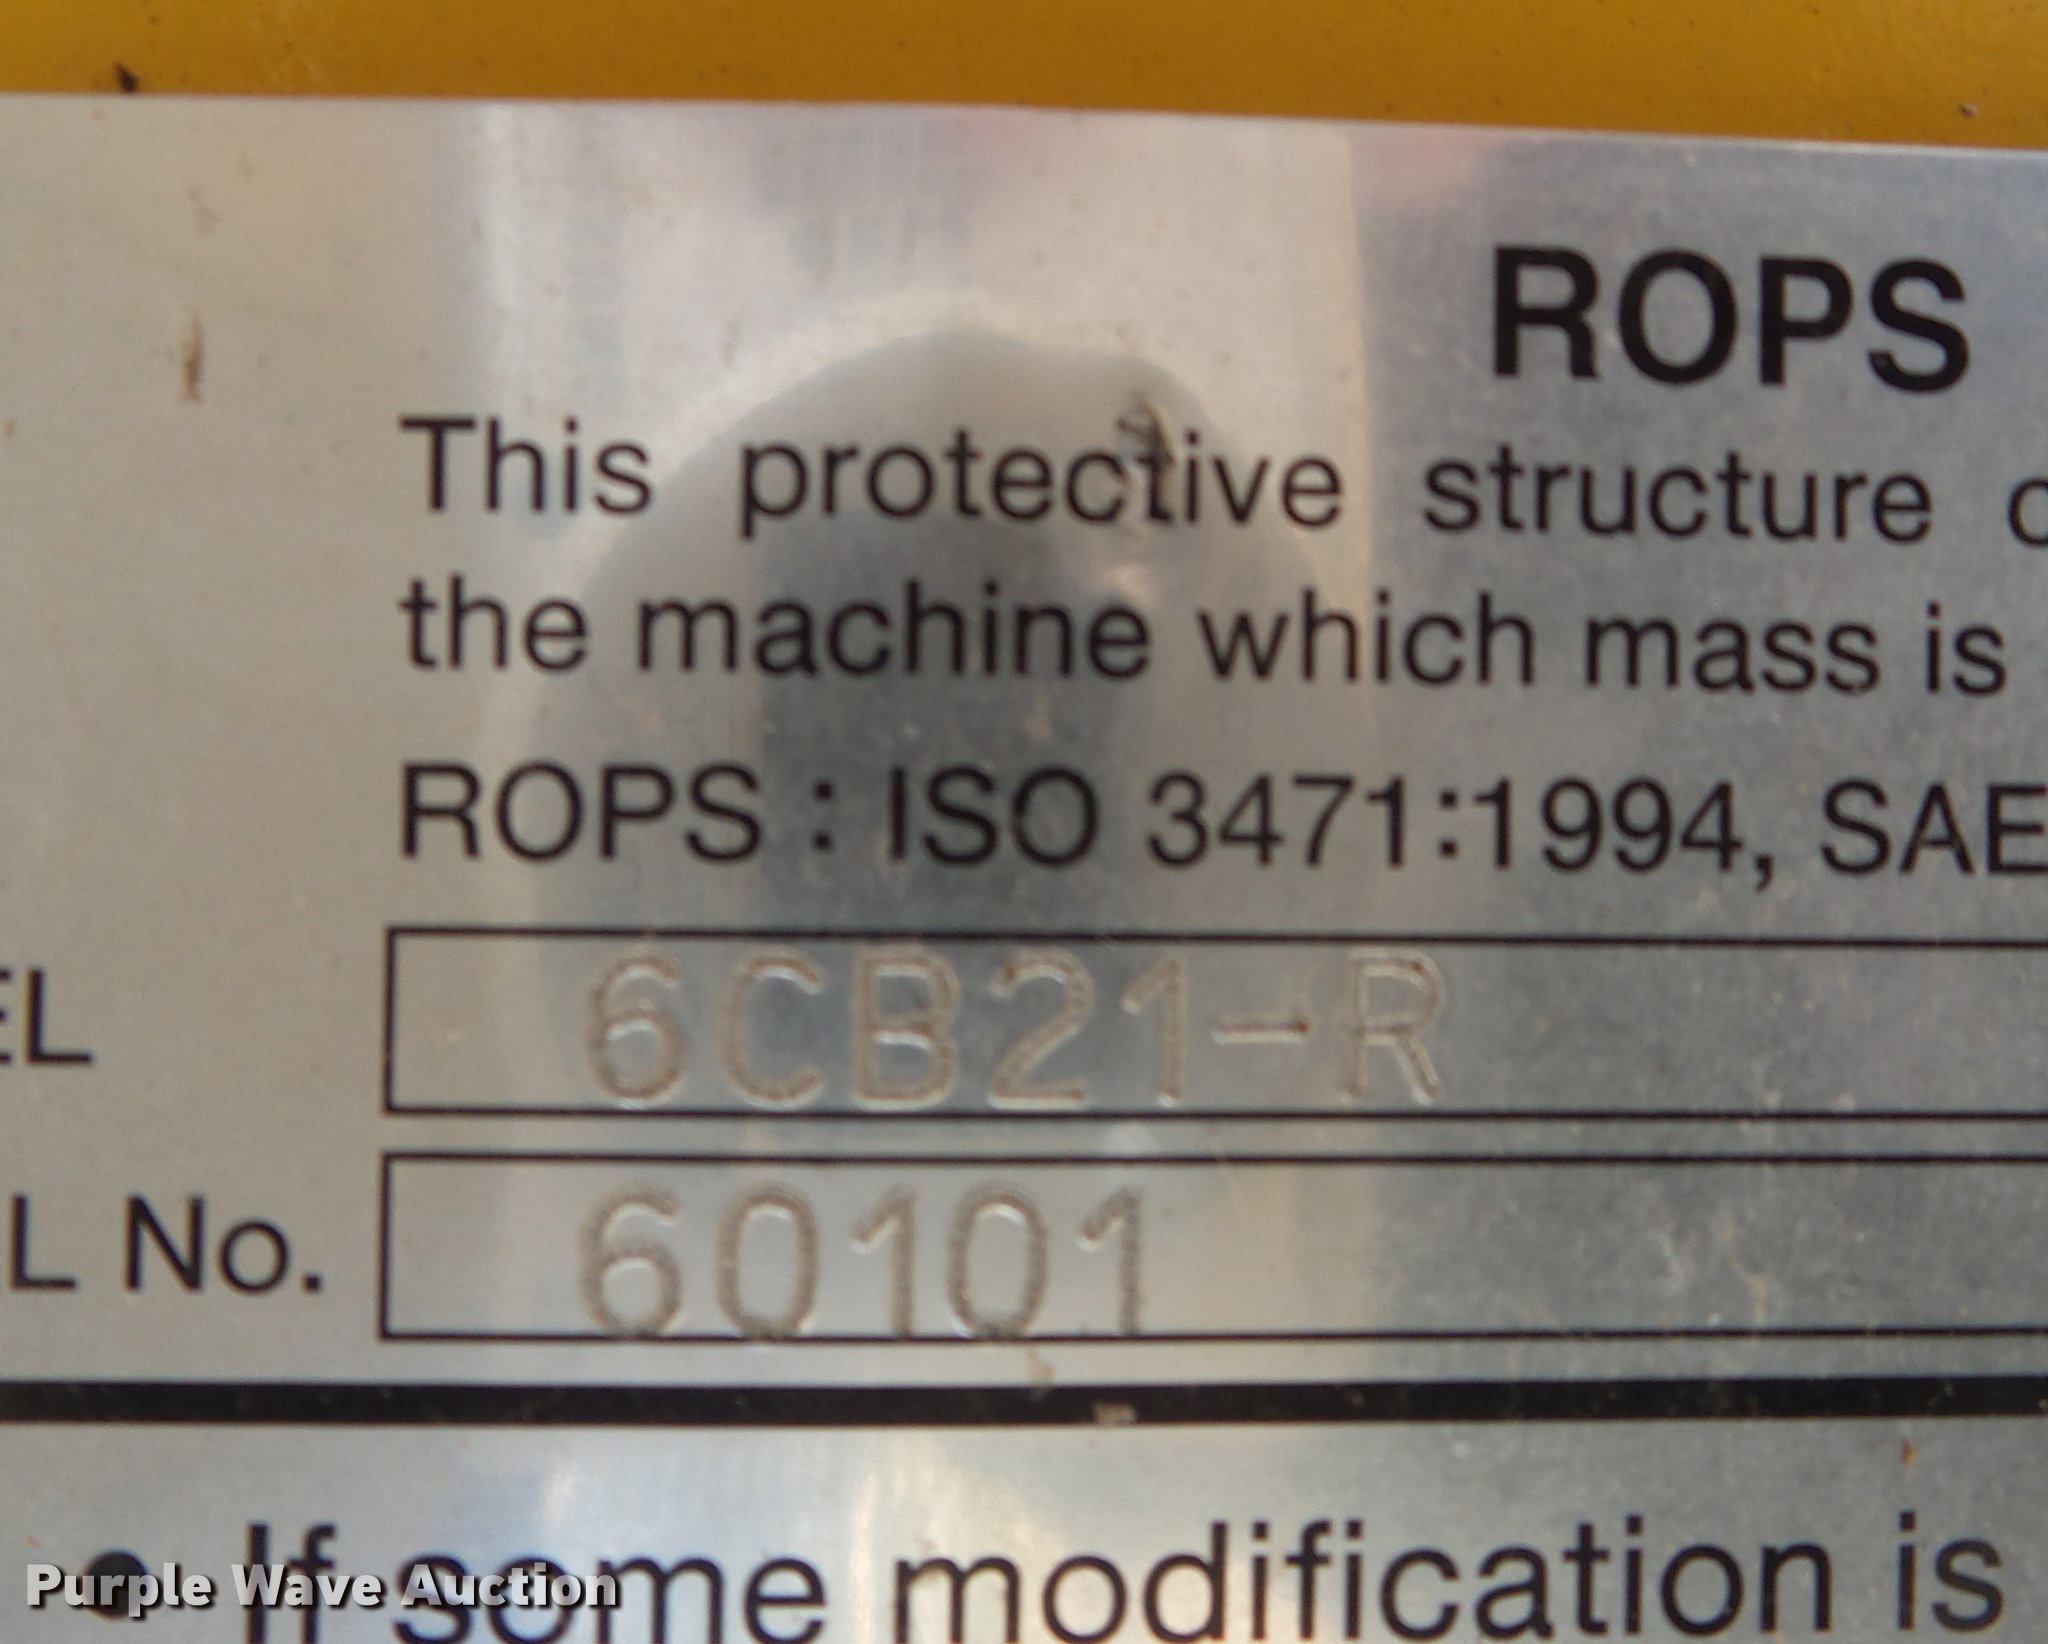 ROPS
This protective structure c
the machine which mass is
ROPS : ISO 3471:1994, SAE
EL 6CB21-R
L No. 60101
• If some modification is
Purple Wave Auction